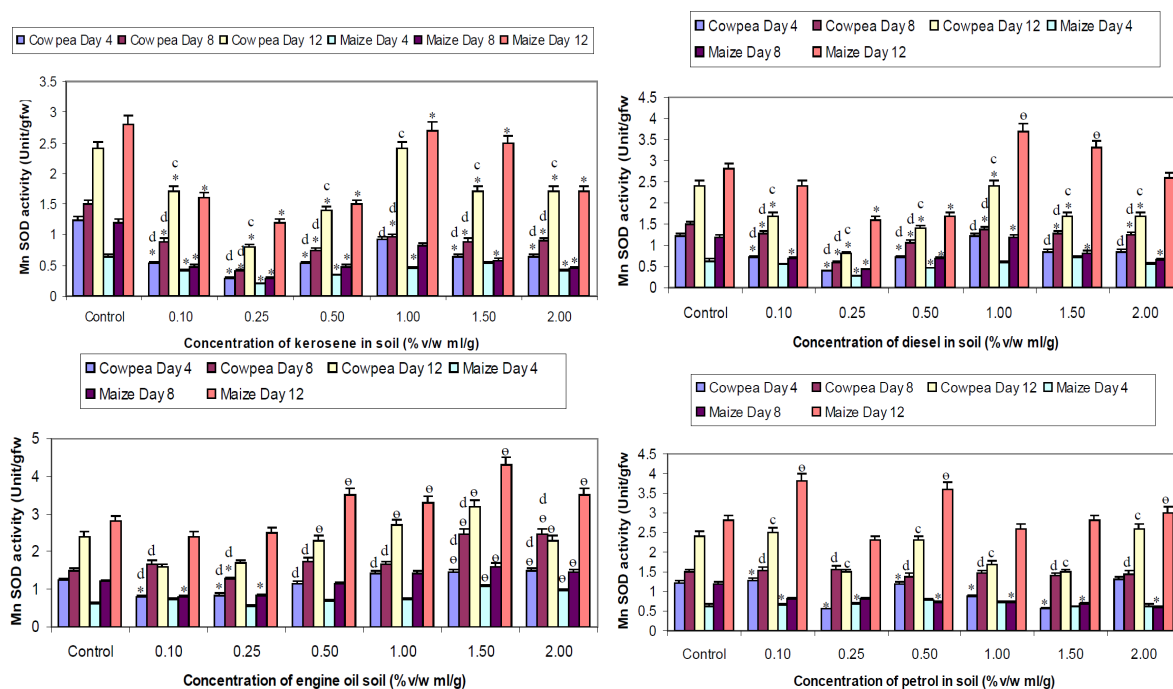 Cowpea Day 4 Cowpea Day 8 Cowpea Day 12 Maize Day 4 Maize Day 8 Maize Day 12
Mn SOD activity (Unit/gfw)
3.5
3
2.5
2
1.5
1
0.5
0
d * d * c * * * *
d * d * c * * * *
d * d * c * * * *
d d * c * *
d * d * c * * *
d * d * c * * * *
Control 0.10 0.25 0.50 1.00 1.50 2.00
Concentration of kerosene in soil (%v/w ml/g)
Cowpea Day 4 Cowpea Day 8 Cowpea Day 12 Maize Day 4
Maize Day 8 Maize Day 12
Mn SOD activity (Unit/gfw)
4.5
4
3.5
3
2.5
2
1.5
1
0.5
0
* d * c * *
* d * c * * * *
* d * c * * * *
d * d * c * ɵ
* d * c * * ɵ
* d * c * *
Control 0.10 0.25 0.50 1.00 1.50 2.00
Concentration of diesel in soil (%v/w ml/g)
Cowpea Day 4 Cowpea Day 8 Cowpea Day 12 Maize Day 4
Maize Day 8 Maize Day 12
Mn SOD activity (Unit/gfw)
5
4
3
2
1
0
* d *
* d * *
d d ɵ ɵ
d d ɵ ɵ
d ɵ d ɵ ɵ ɵ ɵ ɵ
d ɵ d ɵ ɵ ɵ ɵ ɵ
Control 0.10 0.25 0.50 1.00 1.50 2.00
Concentration of engine oil soil (%v/w ml/g)
Cowpea Day 4 Cowpea Day 8 Cowpea Day 12 Maize Day 4
Maize Day 8 Maize Day 12
Mn SOD activity (Unit/gfw)
4.5
4
3.5
3
2.5
2
1.5
1
0.5
0
* d c * ɵ
* d c *
* d c * ɵ
* d c *
* d c *
d d c * * ɵ
Control 0.10 0.25 0.50 1.00 1.50 2.00
Concentration of petrol in soil (%v/w ml/g)